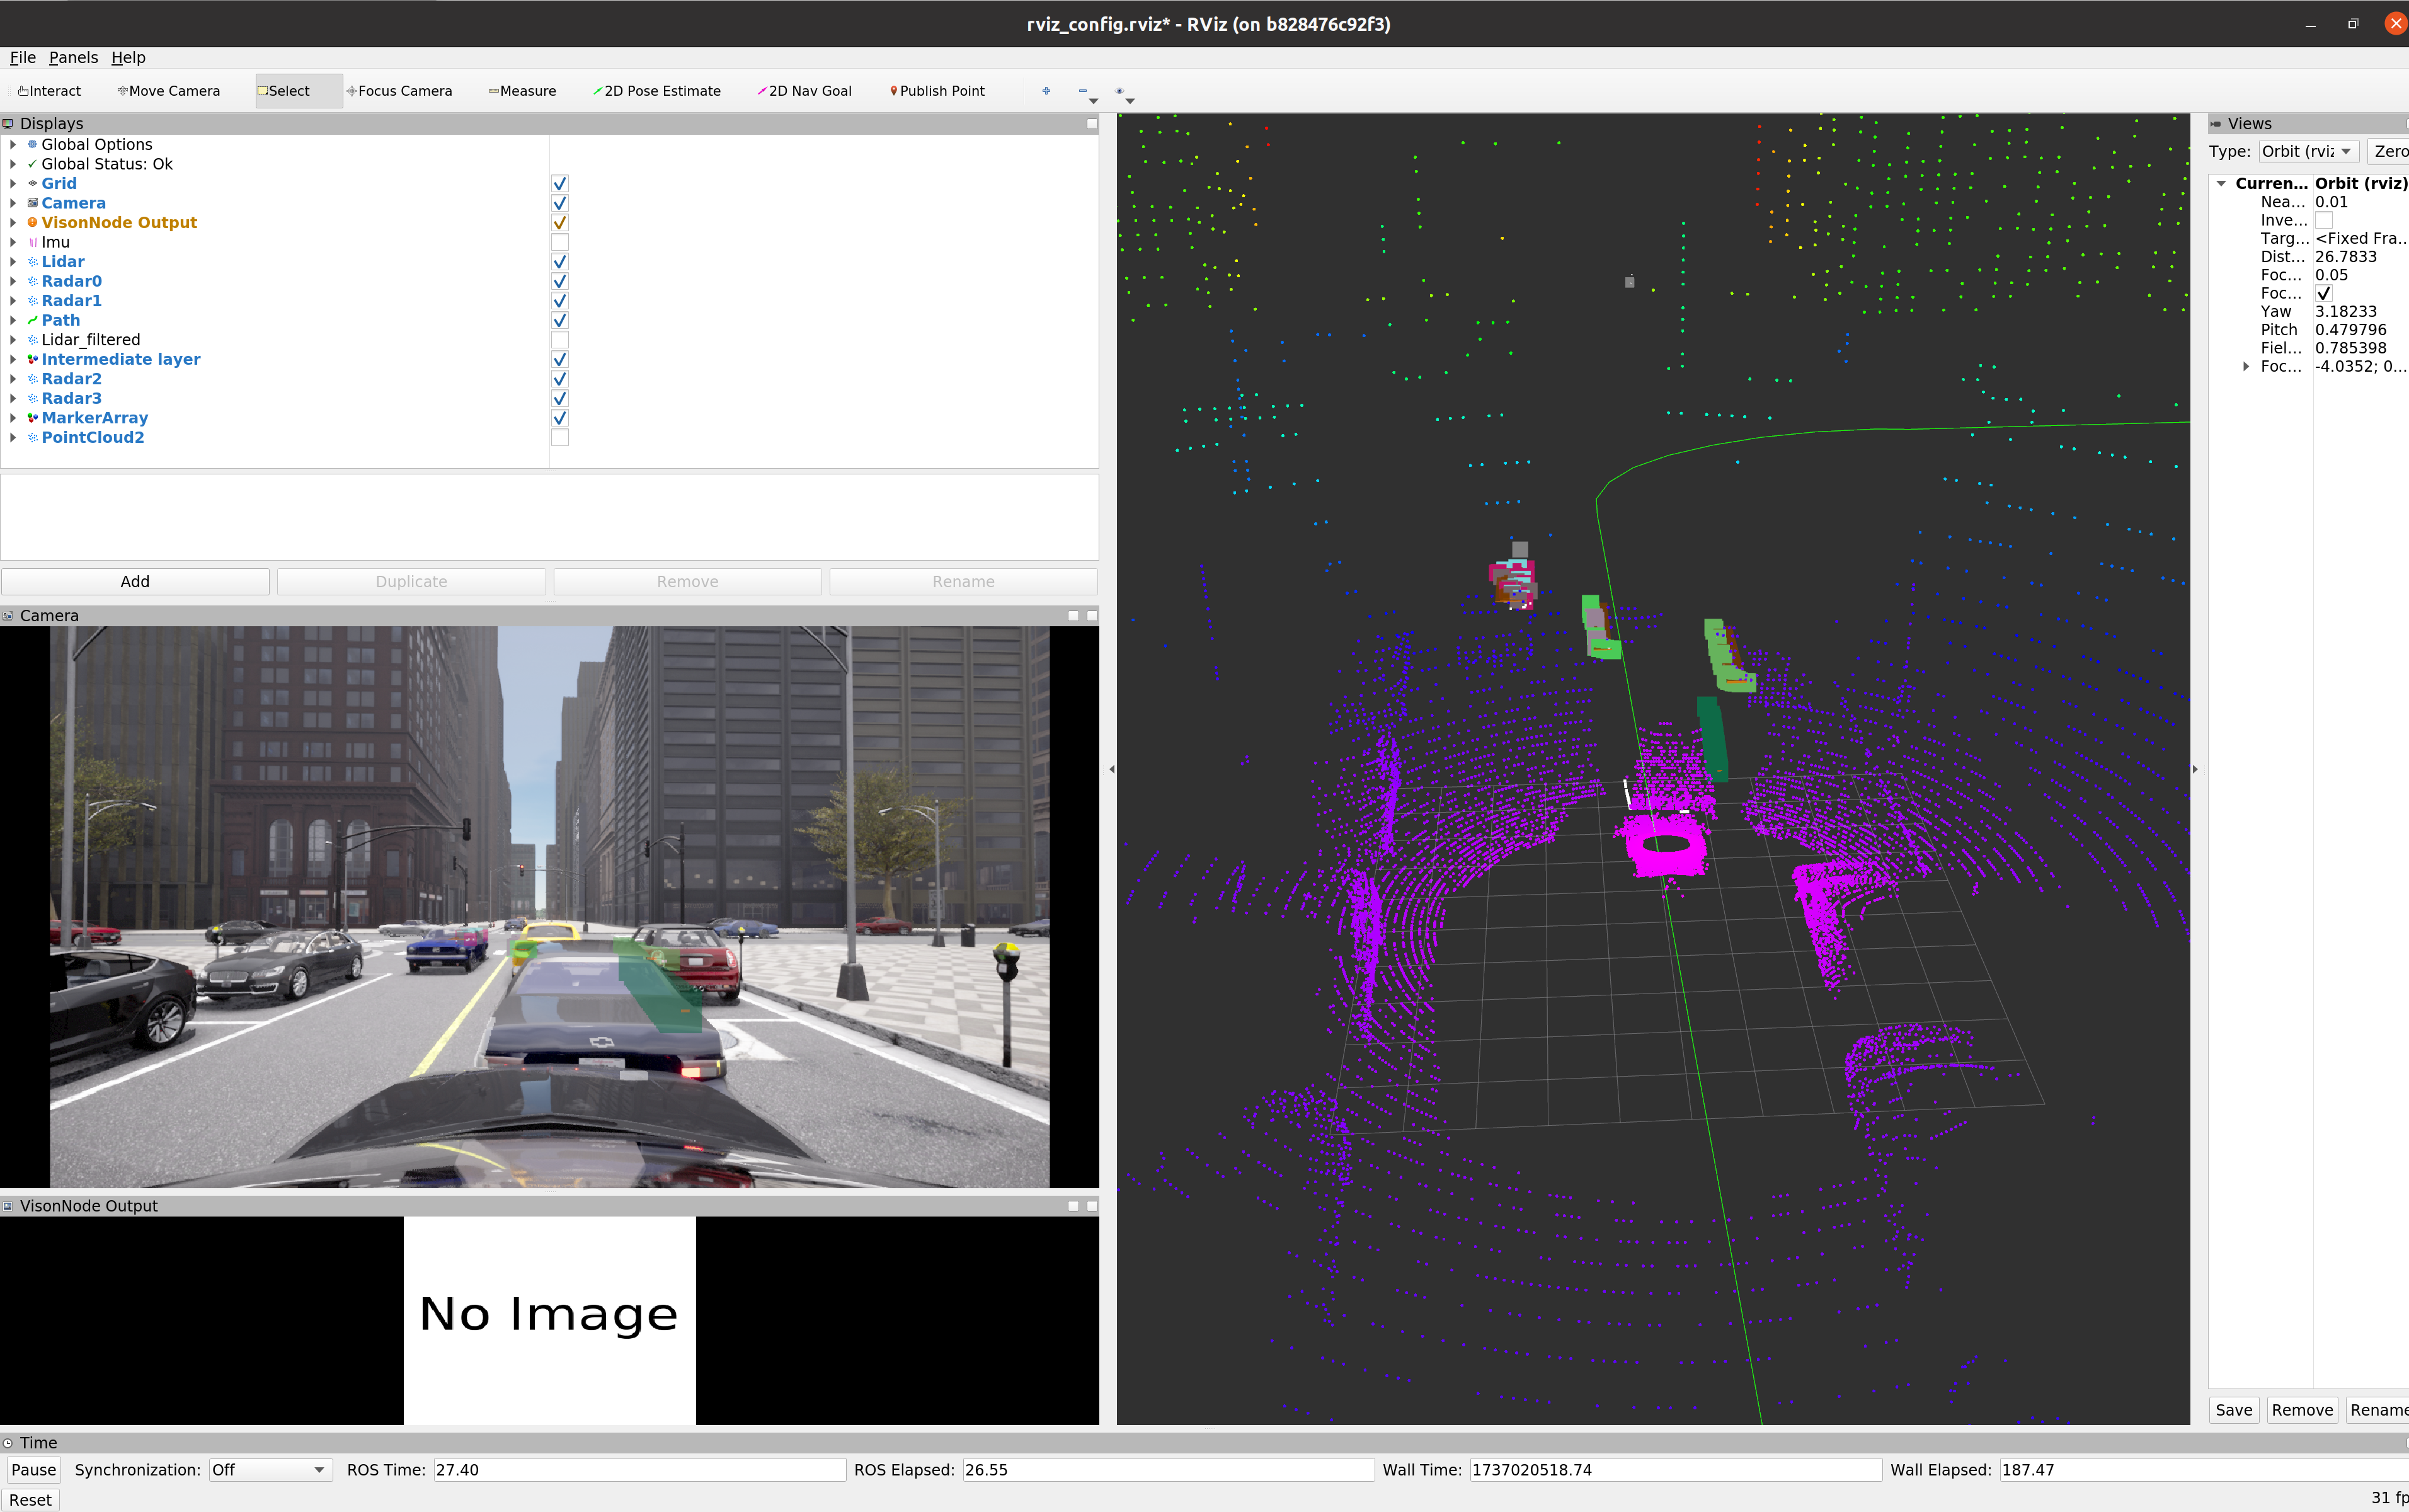 rviz_config.rviz* - RViz (on b828476c92f3)
File Panels Help
Interact Move Camera Select Focus Camera Measure 2D Pose Estimate 2D Nav Goal Publish Point
Displays
Global Options
Global Status: Ok
Grid
Camera
VisonNode Output
Imu
Lidar
Radar0
Radar1
Path
Lidar_filtered
Intermediate layer
Radar2
Radar3
MarkerArray
PointCloud2
Add Duplicate Remove Rename
Camera
VisonNode Output
No Image
Views
Type: Orbit (rviz Zero
Curren... Orbit (rviz)
Nea... 0.01
Inve...
Targ... <Fixed Fra...
Dist... 26.7833
Foc... 0.05
Foc...
Yaw 3.18233
Pitch 0.479796
Fiel... 0.785398
Foc... -4.0352; 0...
Save Remove Rename
Time
Pause Synchronization: Off ROS Time: 27.40 ROS Elapsed: 26.55 Wall Time: 1737020518.74 Wall Elapsed: 187.47
Reset 31 fp